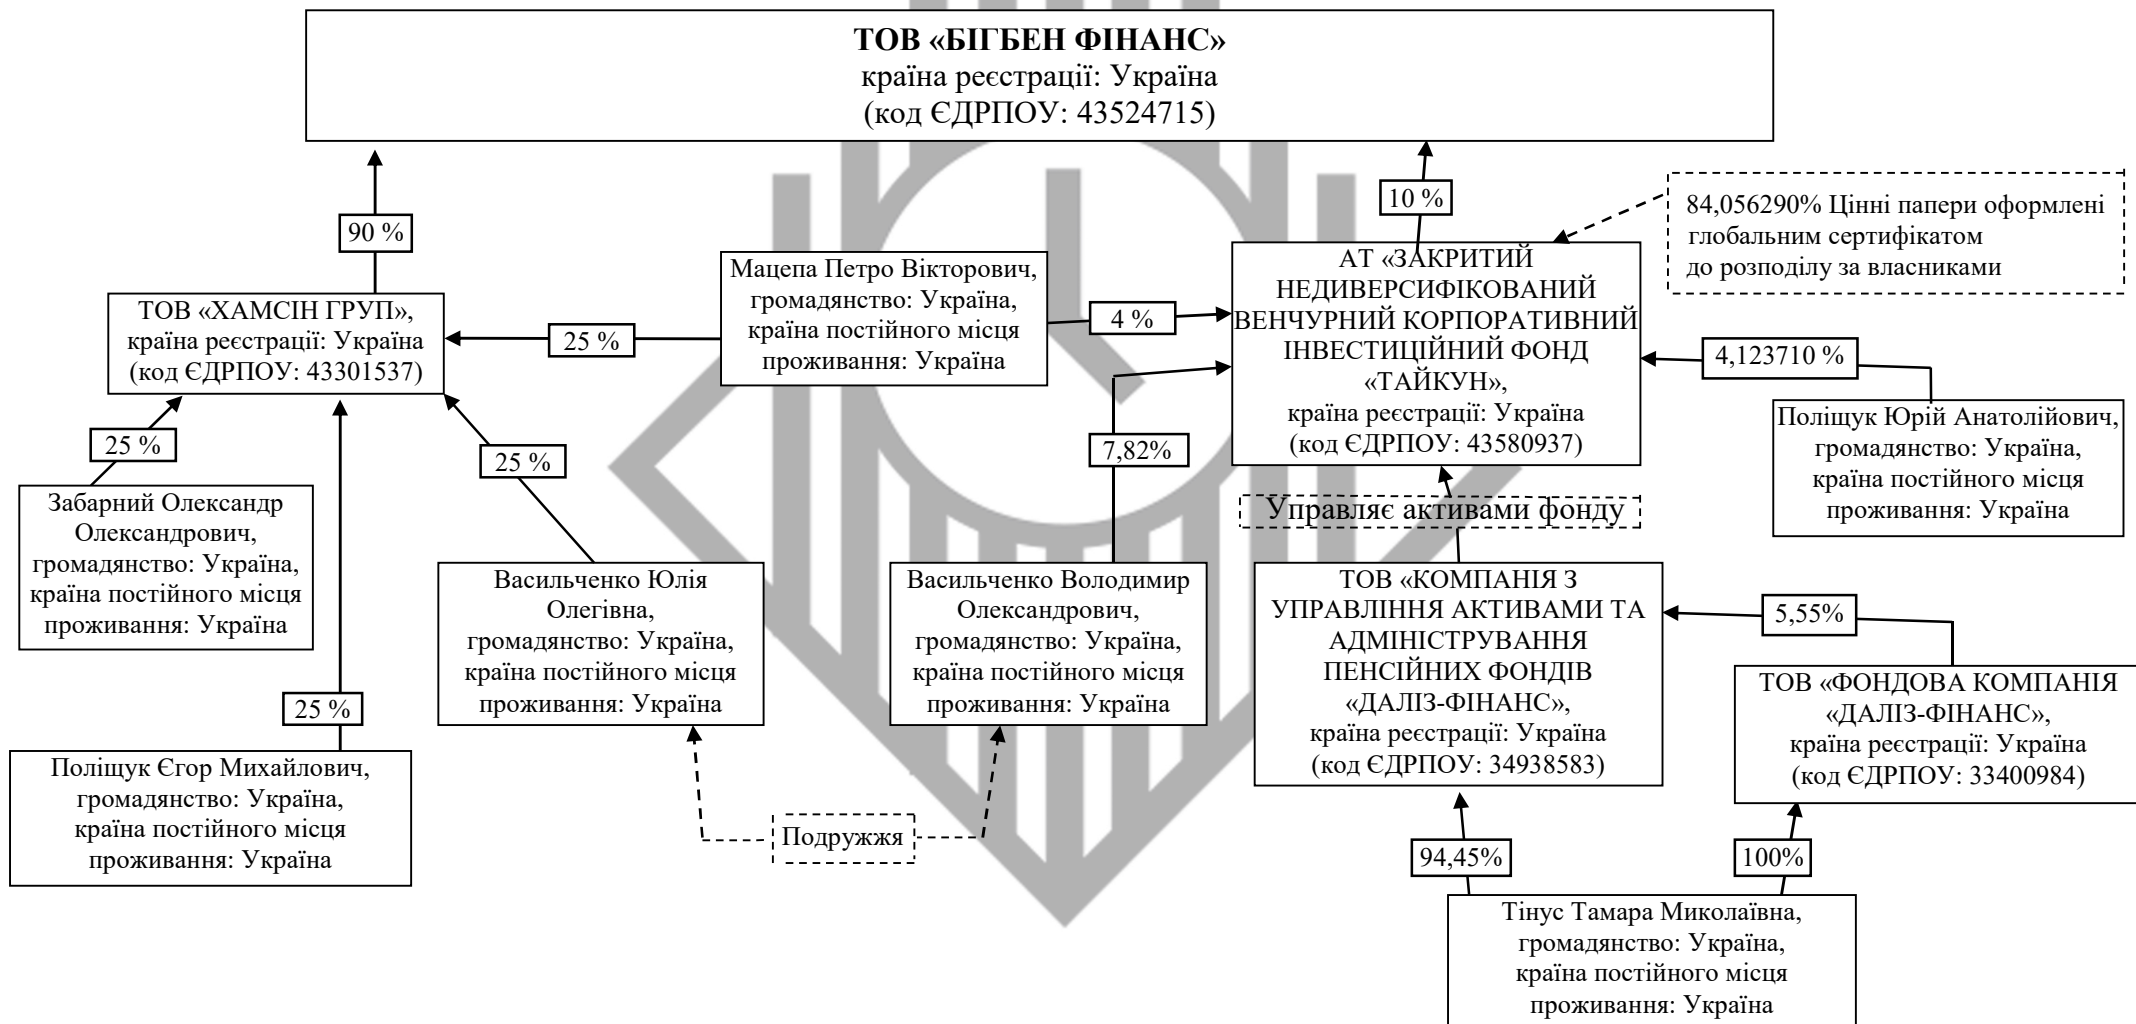 ТОВ «БІГБЕН ФІНАНС»
країна реєстрації: Україна
(код ЄДРПОУ: 43524715)
90 %
10 %
84,056290% Цінні папери оформлені
глобальним сертифікатом
до розподілу за власниками
ТОВ «ХАМСІН ГРУП»,
країна реєстрації: Україна
(код ЄДРПОУ: 43301537)
25 %
Мацепа Петро Вікторович,
громадянство: Україна,
країна постійного місця
проживання: Україна
4 %
АТ «ЗАКРИТИЙ
НЕДИВЕРСИФІКОВАНИЙ
ВЕНЧУРНИЙ КОРПОРАТИВНИЙ
ІНВЕСТИЦІЙНИЙ ФОНД
«ТАЙКУН»,
країна реєстрації: Україна
(код ЄДРПОУ: 43580937)
4,123710 %
Поліщук Юрій Анатолійович,
громадянство: Україна,
країна постійного місця
проживання: Україна
25 %
25 %
7,82%
Управляє активами фонду
Забарний Олександр
Олександрович,
громадянство: Україна,
країна постійного місця
проживання: Україна
Васильченко Юлія
Олегівна,
громадянство: Україна,
країна постійного місця
проживання: Україна
Васильченко Володимир
Олександрович,
громадянство: Україна,
країна постійного місця
проживання: Україна
ТОВ «КОМПАНІЯ З
УПРАВЛІННЯ АКТИВАМИ ТА
АДМІНІСТРУВАННЯ
ПЕНСІЙНИХ ФОНДІВ
«ДАЛІЗ-ФІНАНС»,
країна реєстрації: Україна
(код ЄДРПОУ: 34938583)
5,55%
ТОВ «ФОНДОВА КОМПАНІЯ
«ДАЛІЗ-ФІНАНС»,
країна реєстрації: Україна
(код ЄДРПОУ: 33400984)
25 %
Поліщук Єгор Михайлович,
громадянство: Україна,
країна постійного місця
проживання: Україна
Подружжя
94,45%
100%
Тінус Тамара Миколаївна,
громадянство: Україна,
країна постійного місця
проживання: Україна